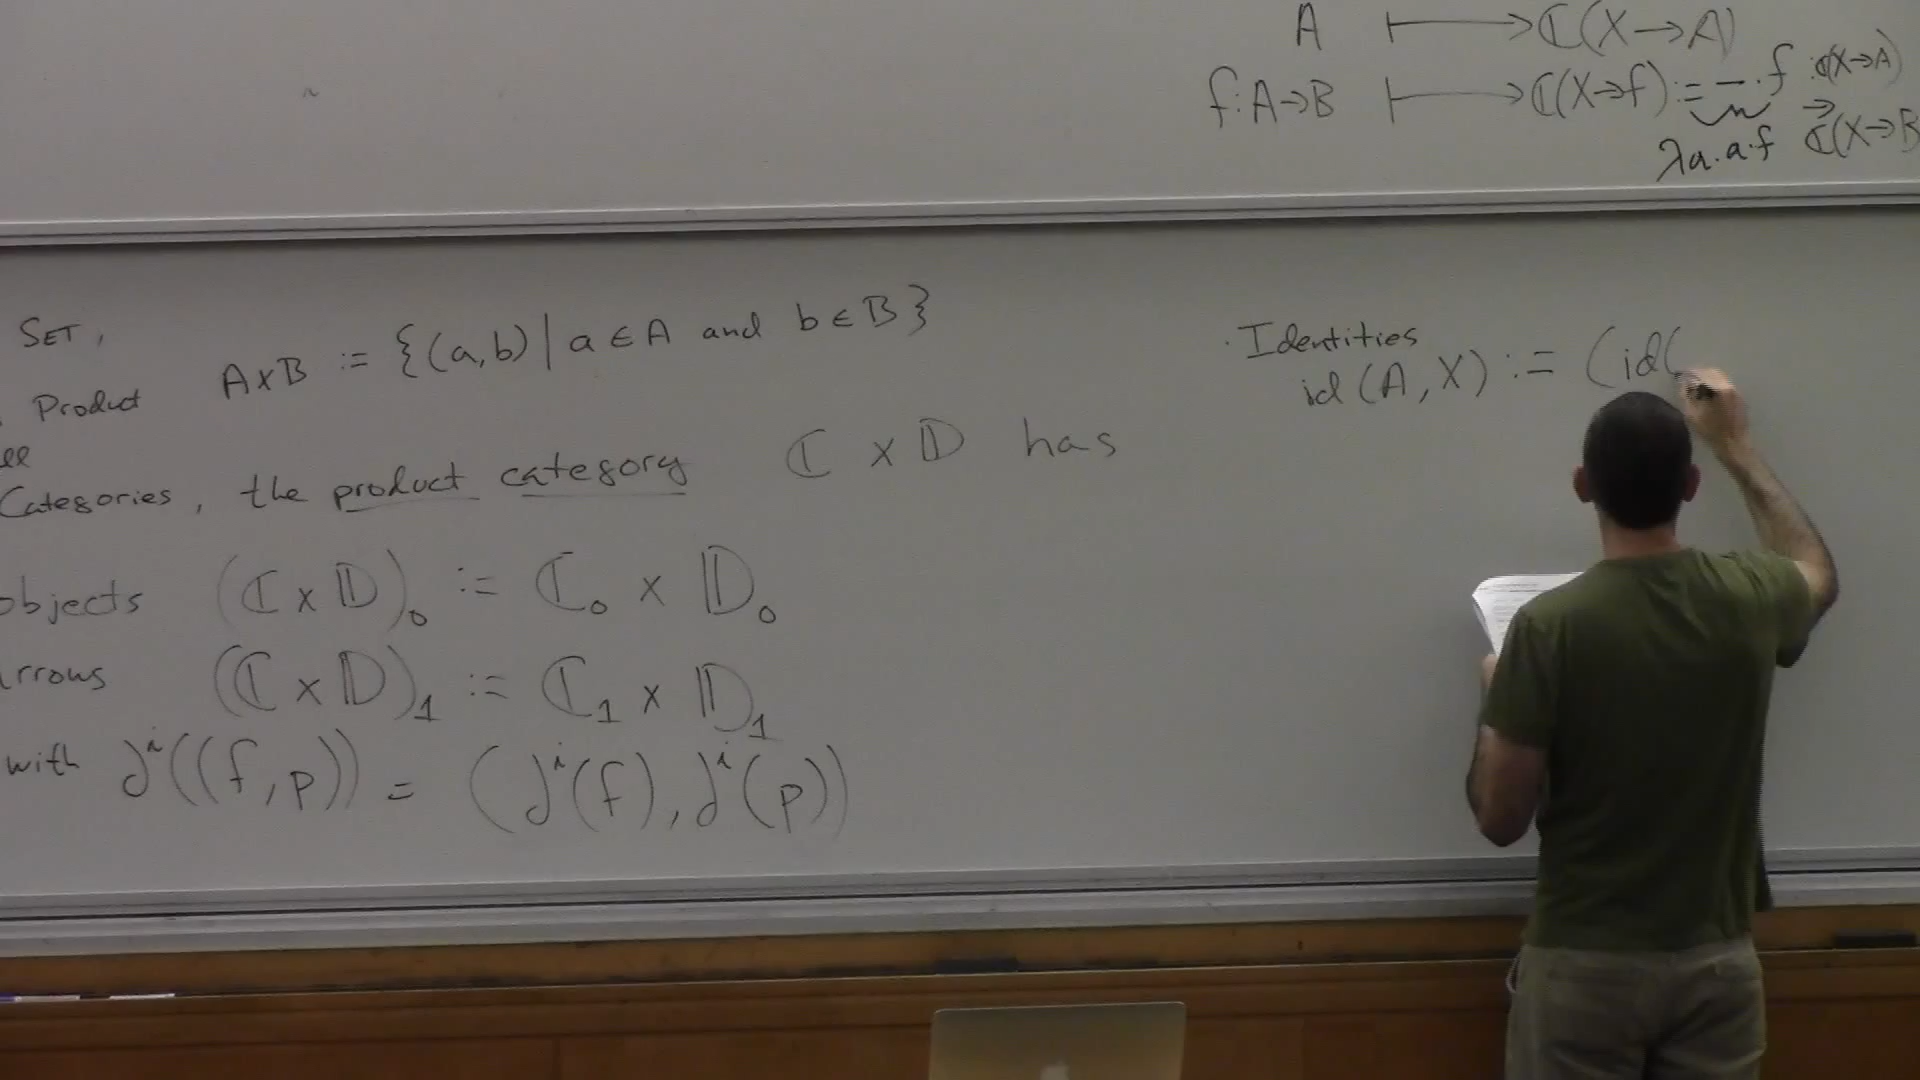 A ↦ ℂ(X→A)
f: A→B ↦ ℂ(X→f) := –·f : ℂ(X→A)
λa.a·f → ℂ(X→B
SET,
Product A×B := {(a,b) | a ∈ A and b ∈ B}
Categories, the product category ℂ × 𝔻 has
objects (ℂ × 𝔻)₀ := ℂ₀ × 𝔻₀
rrows (ℂ × 𝔻)₁ := ℂ₁ × 𝔻₁
with ∂ⁱ((f,p)) = (∂ⁱ(f), ∂ⁱ(p))
· Identities
id(A,X) := (id(